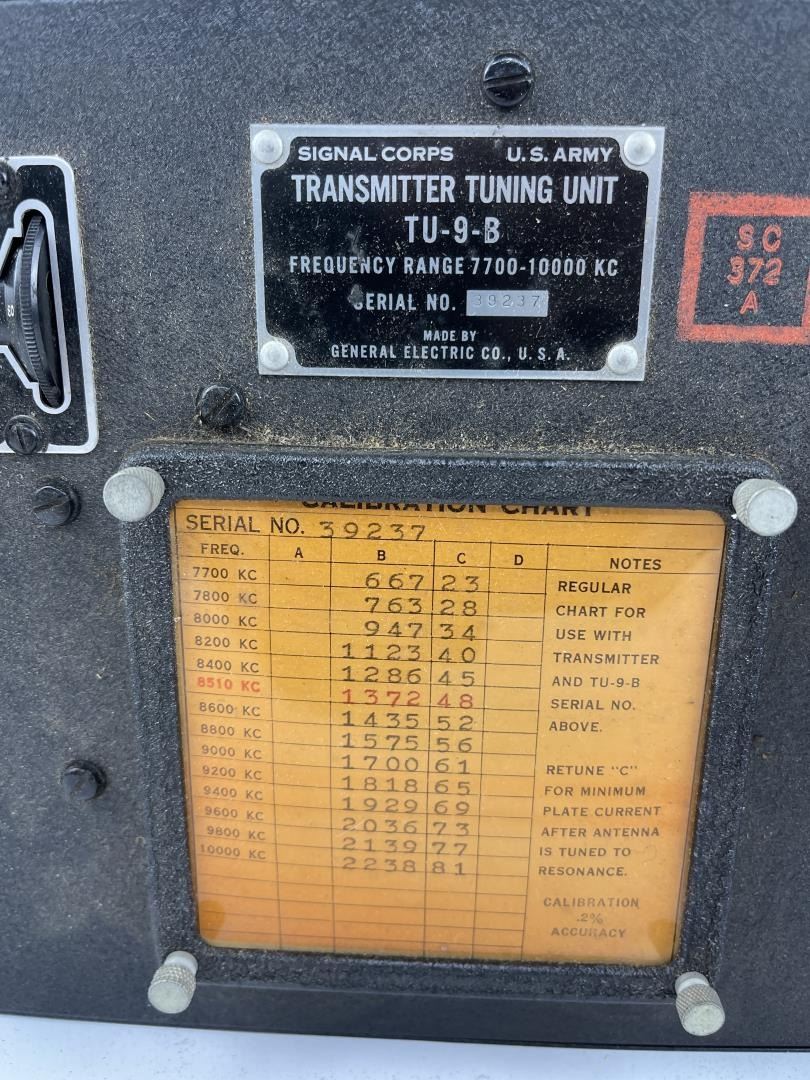 SIGNAL CORPS U.S. ARMY
TRANSMITTER TUNING UNIT
TU-9-B
FREQUENCY RANGE 7700-10000 KC
SERIAL NO. 39237
MADE BY
GENERAL ELECTRIC CO., U.S.A.
SC
372
A
CALIBRATION CHART
SERIAL NO. 39237
FREQ. A B C D NOTES
7700 KC 667 23
7800 KC 763 28
8000 KC 947 34
8200 KC 1123 40
8400 KC 1286 45
8510 KC 1372 48
8600 KC 1435 52
8800 KC 1575 56
9000 KC 1700 61
9200 KC 1818 65
9400 KC 1929 69
9600 KC 2036 73
9800 KC 2139 77
10000 KC 2238 81
REGULAR
CHART FOR
USE WITH
TRANSMITTER
AND TU-9-B
SERIAL NO.
ABOVE.
RETUNE "C"
FOR MINIMUM
PLATE CURRENT
AFTER ANTENNA
IS TUNED TO
RESONANCE.
CALIBRATION
.2%
ACCURACY